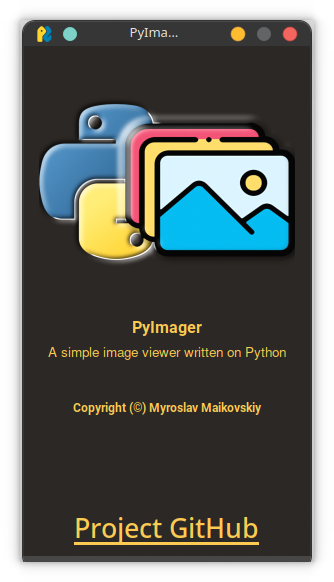 PyIma...
PyImager
A simple image viewer written on Python
Copyright (©) Myroslav Maikovskiy
Project GitHub